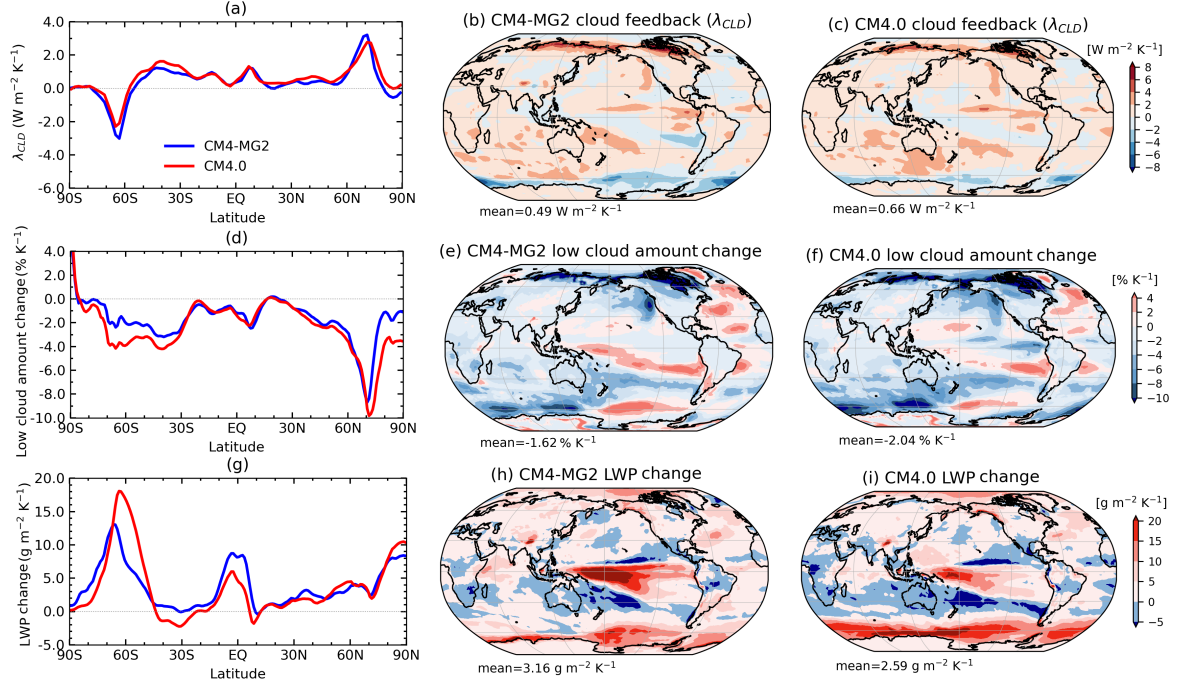 (a)
4.0
2.0
0.0
−2.0
−4.0
−6.0
λCLD (W m−2 K−1)
CM4-MG2
CM4.0
90S 60S 30S EQ 30N 60N 90N
Latitude
(b) CM4-MG2 cloud feedback (λCLD)
mean=0.49 W m−2 K−1
(c) CM4.0 cloud feedback (λCLD)
mean=0.66 W m−2 K−1
[W m−2 K−1]
8
6
4
2
0
−2
−4
−6
−8
(d)
4.0
2.0
0.0
-2.0
-4.0
-6.0
-8.0
-10.0
Low cloud amount change(% K−1)
90S 60S 30S EQ 30N 60N 90N
Latitude
(e) CM4-MG2 low cloud amount change
mean=-1.62 % K−1
(f) CM4.0 low cloud amount change
mean=-2.04 % K−1
[% K−1]
4
2
0
−2
−4
−6
−8
−10
(g)
20.0
15.0
10.0
5.0
0.0
-5.0
LWP change(g m−2 K−1)
90S 60S 30S EQ 30N 60N 90N
Latitude
(h) CM4-MG2 LWP change
mean=3.16 g m−2 K−1
(i) CM4.0 LWP change
mean=2.59 g m−2 K−1
[g m−2 K−1]
20
15
10
5
0
−5